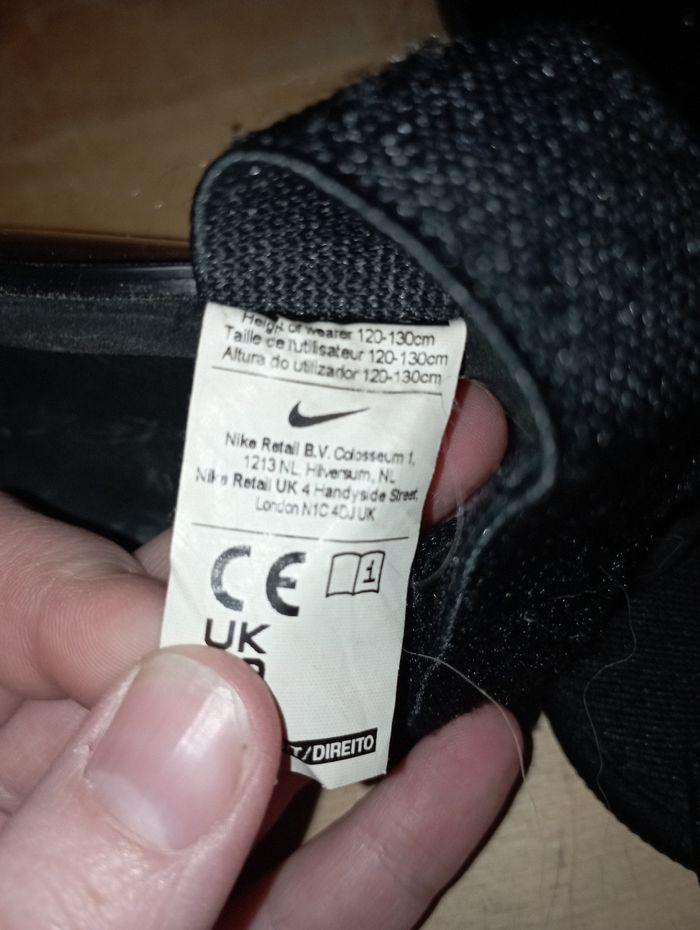 Height of wearer 120-130cm
Taille de l'utilisateur 120-130cm
Altura do utilizador 120-130cm
Nike Retail B.V. Colosseum 1,
1213 NL, Hilversum, NL
Nike Retail UK 4 Handyside Street,
London N1C 4DJ UK
CE
i
UK
T/DIREITO